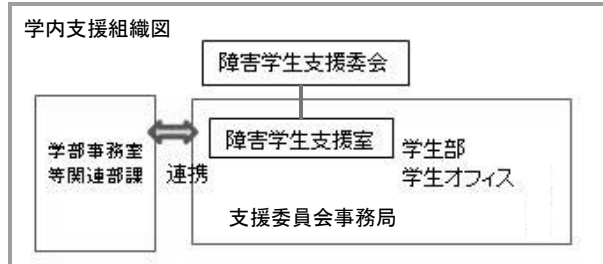 学内支援組織図
障害学生支援委会
障害学生支援室
学部事務室
等関連部課
連携
学生部
学生オフィス
支援委員会事務局